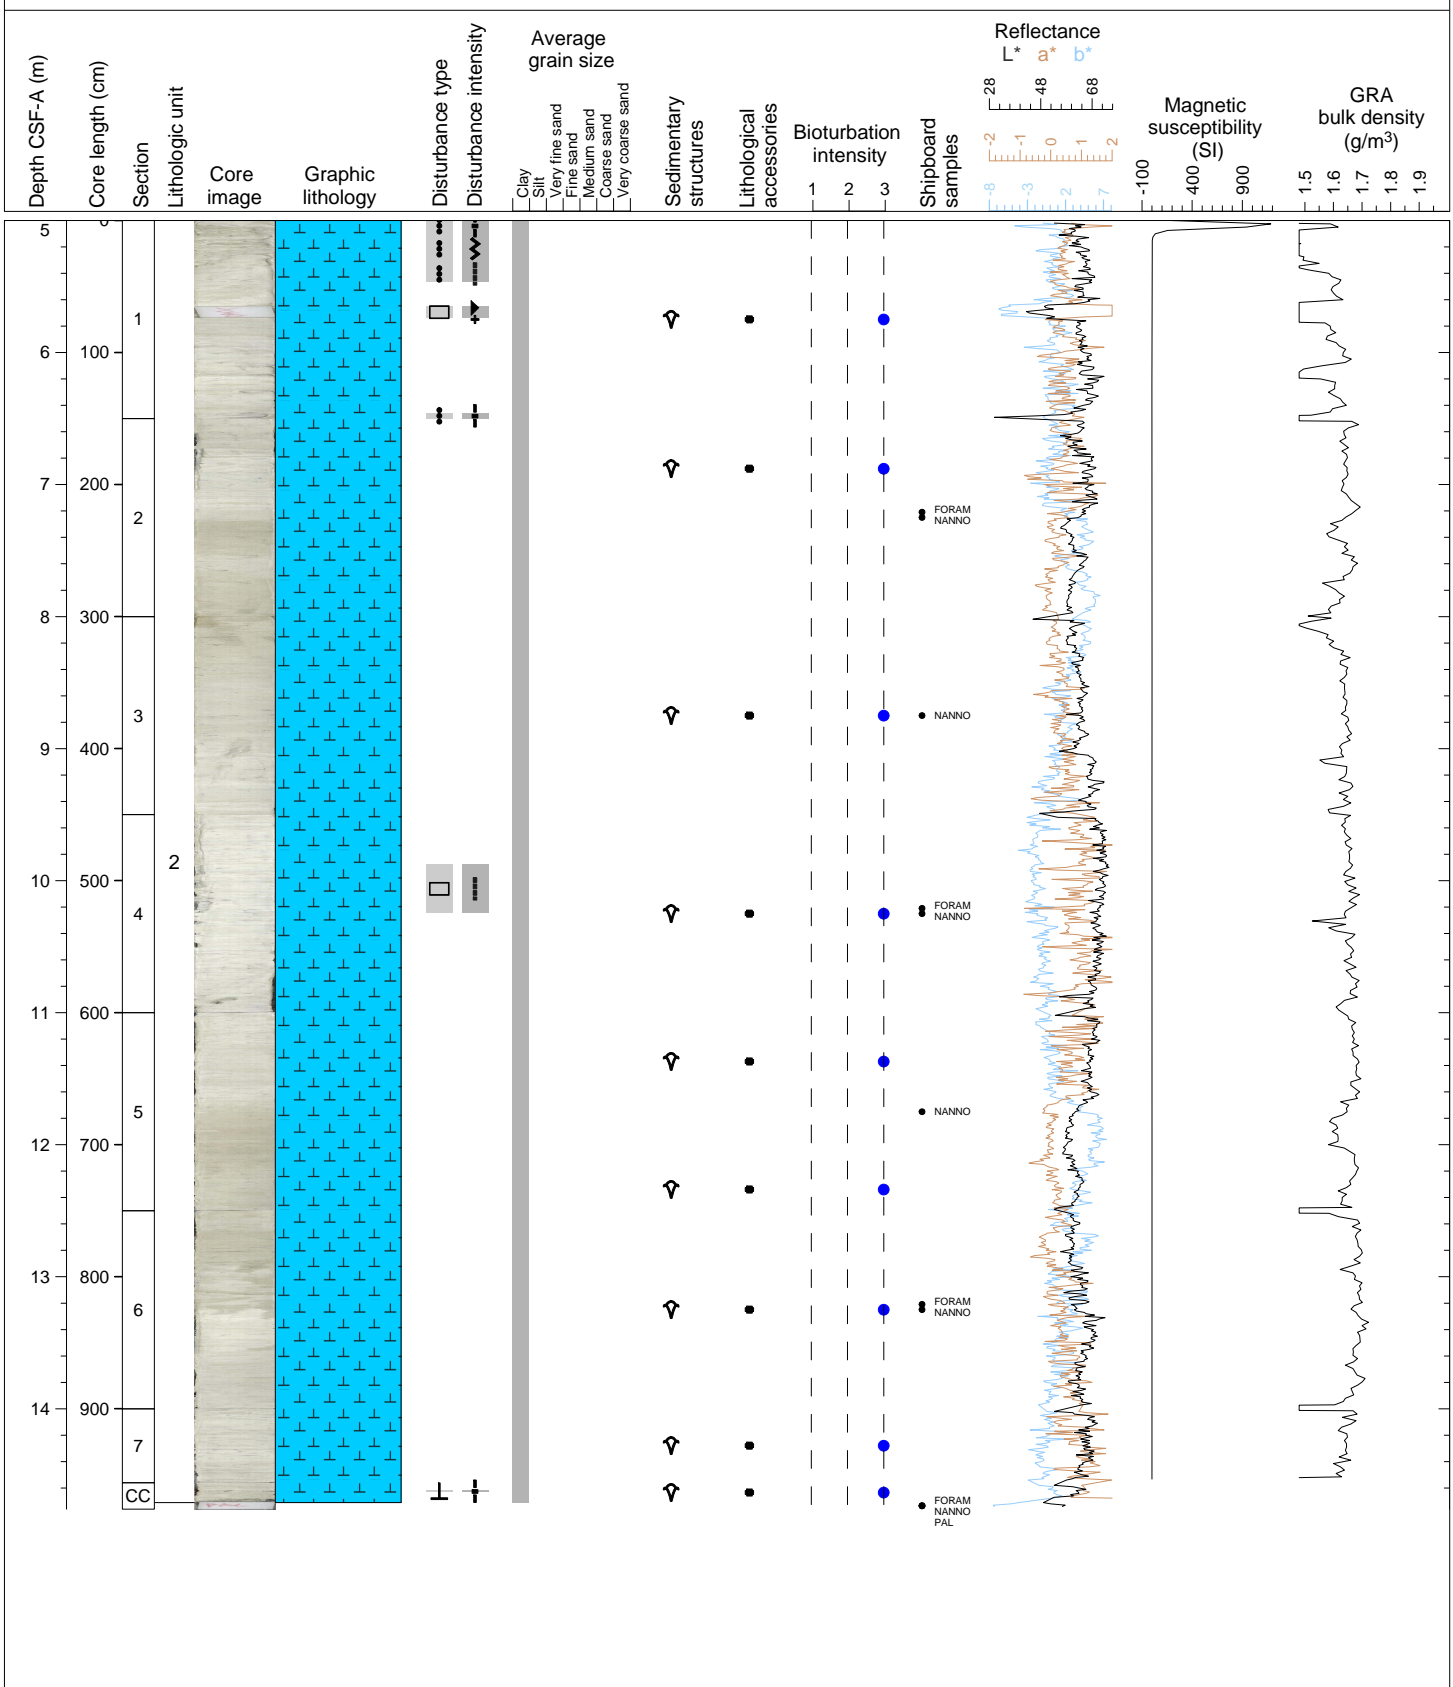 Depth CSF-A (m)
Core length (cm)
Section
Lithologic unit
Core
image
Graphic
lithology
Disturbance type
Disturbance intensity
Average
grain size
Clay
Silt
Very fine sand
Fine sand
Medium sand
Coarse sand
Very coarse sand
Sedimentary
structures
Lithological
accessories
Bioturbation
intensity
1 2 3
Shipboard
samples
Reflectance
L* a* b*
28 48 68
-2 -1 0 1 2
-8 -3 2 7
Magnetic
susceptibility
(SI)
-100 400 900
GRA
bulk density
(g/m³)
1.5 1.6 1.7 1.8 1.9
5 0
1
6 100
7 200
FORAM
NANNO
2
8 300
3 NANNO
9 400
2
10 500
FORAM
4 NANNO
11 600
5 NANNO
12 700
13 800
FORAM
6 NANNO
14 900
7
CC
FORAM
NANNO
PAL